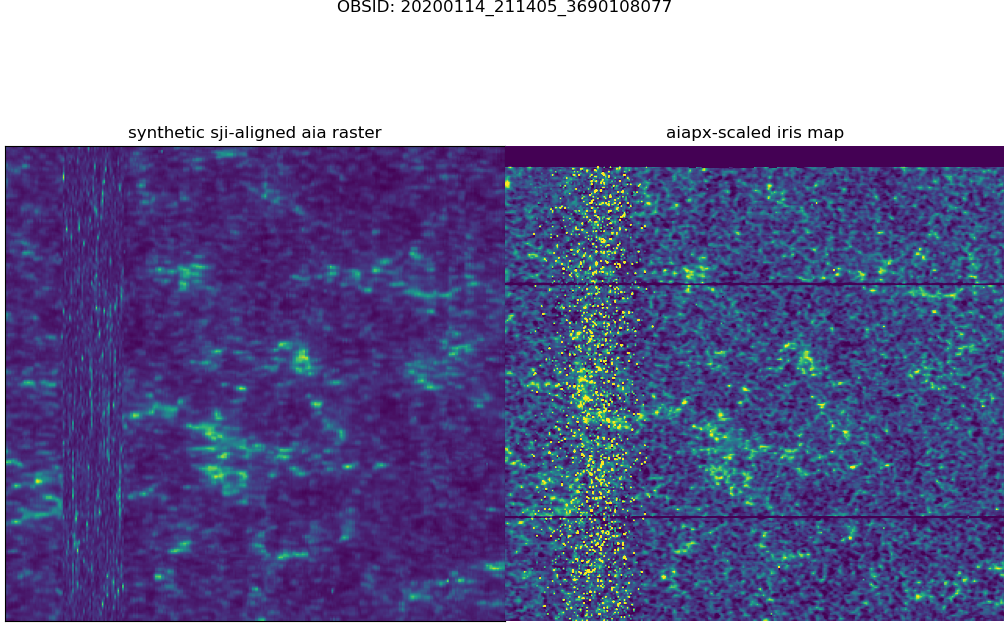 OBSID: 20200114_211405_3690108077
synthetic sji-aligned aia raster
aiapx-scaled iris map